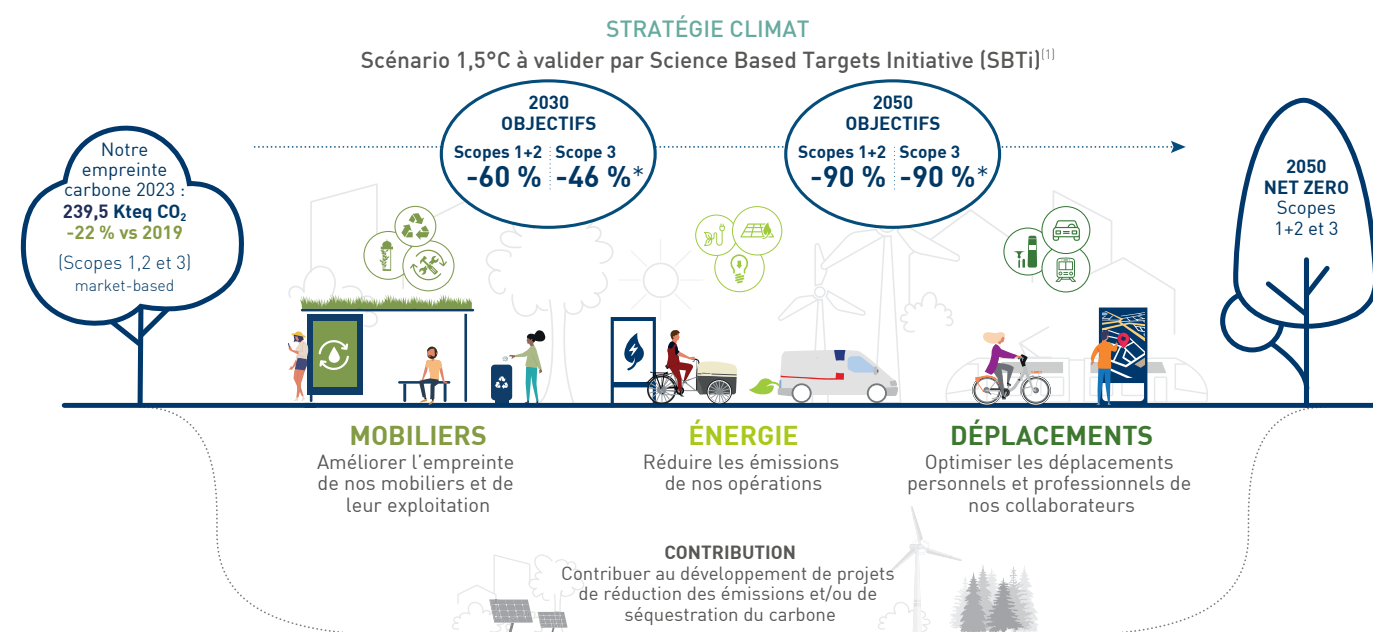 STRATÉGIE CLIMAT
Scénario 1,5°C à valider par Science Based Targets Initiative (SBTi)(1)
Notre
empreinte
carbone 2023 :
239,5 Kteq CO₂
-22 % vs 2019
(Scopes 1,2 et 3)
market-based
2030
OBJECTIFS
Scopes 1+2 Scope 3
-60 % -46 %*
2050
OBJECTIFS
Scopes 1+2 Scope 3
-90 % -90 %*
2050
NET ZERO
Scopes
1+2 et 3
MOBILIERS
Améliorer l'empreinte
de nos mobiliers et de
leur exploitation
ÉNERGIE
Réduire les émissions
de nos opérations
DÉPLACEMENTS
Optimiser les déplacements
personnels et professionnels de
nos collaborateurs
CONTRIBUTION
Contribuer au développement de projets
de réduction des émissions et/ou de
séquestration du carbone